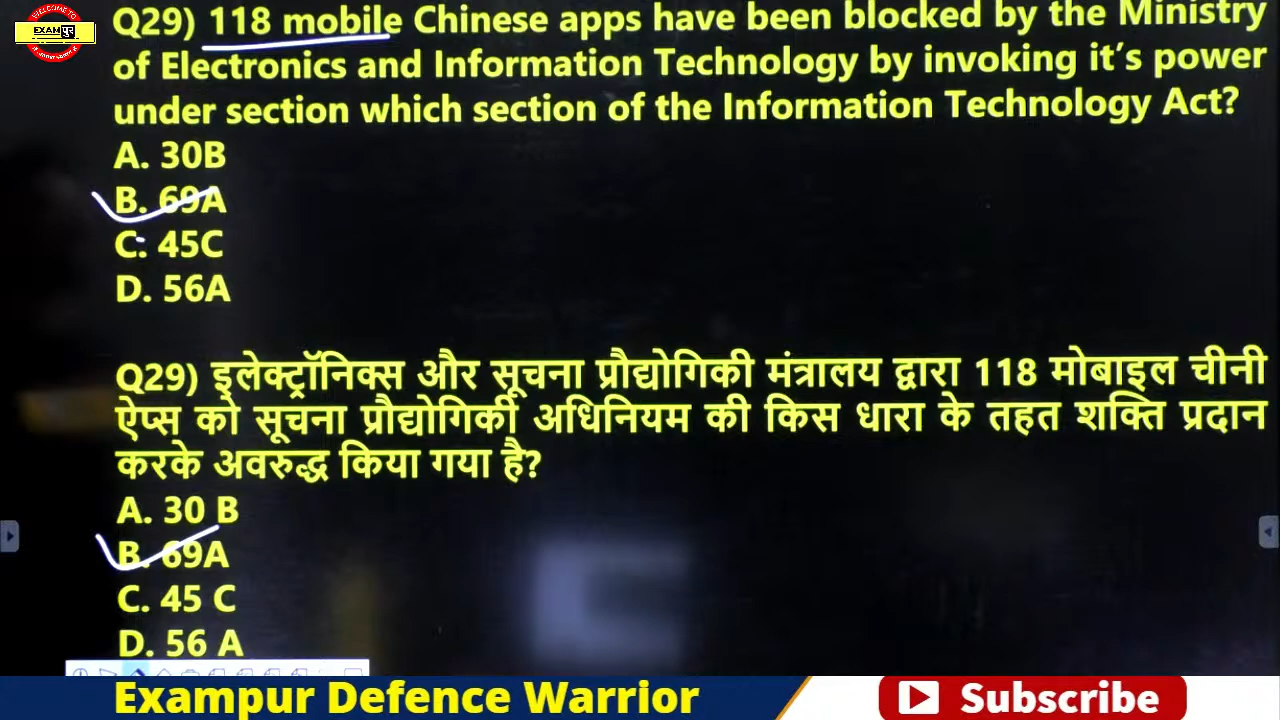 WELCOME TO
EXAMपुर
Q29) 118 mobile Chinese apps have been blocked by the Ministry
of Electronics and Information Technology by invoking it’s power
under section which section of the Information Technology Act?
A. 30B
B. 69A
C. 45C
D. 56A
Q29) इलेक्ट्रॉनिक्स और सूचना प्रौद्योगिकी मंत्रालय द्वारा 118 मोबाइल चीनी
ऐप्स को सूचना प्रौद्योगिकी अधिनियम की किस धारा के तहत शक्ति प्रदान
करके अवरुद्ध किया गया है?
A. 30 B
B. 69A
C. 45 C
D. 56 A
Exampur Defence Warrior
Subscribe